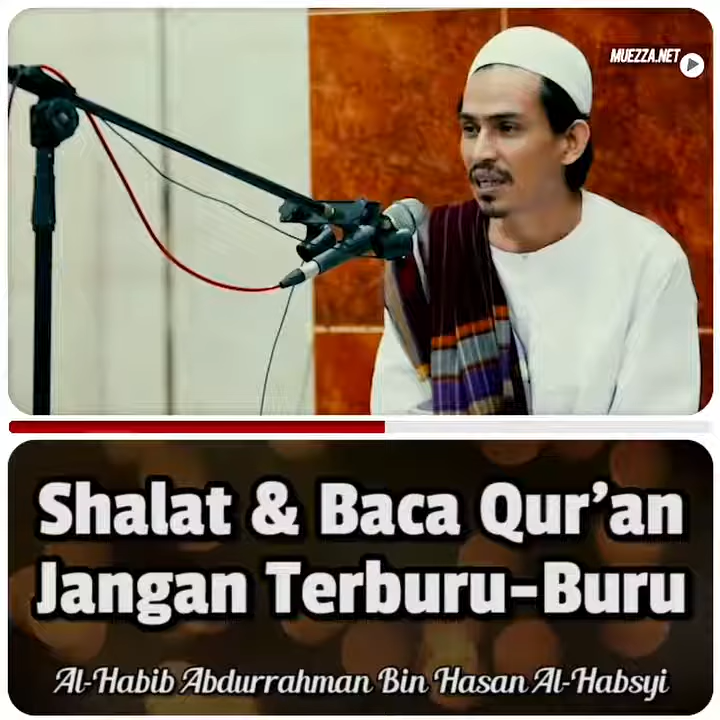 MUEZZA.NET
Shalat & Baca Qur'an
Jangan Terburu-Buru
Al-Habib Abdurrahman Bin Hasan Al-Habsyi